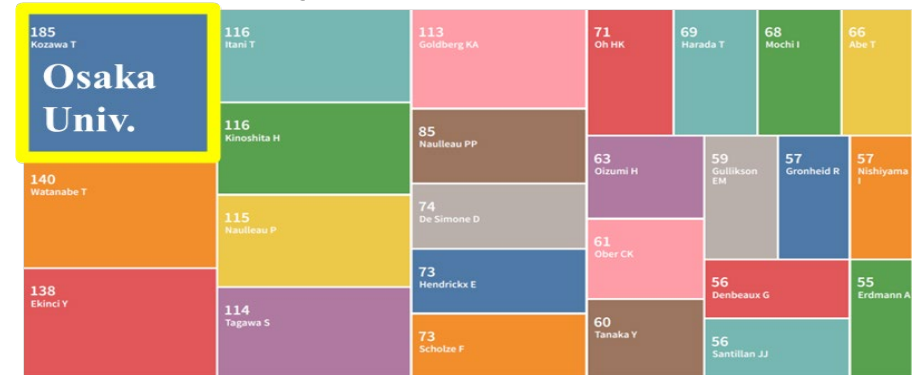 185
Kozawa T
Osaka
Univ.
140
Watanabe T
138
Ekinci Y
116
Itani T
116
Kinoshita H
115
Naulleau P
114
Tagawa S
113
Goldberg KA
85
Naulleau PP
74
De Simone D
73
Hendrickx E
73
Scholze F
71
Oh HK
69
Harada T
68
Mochi I
66
Abe T
63
Oizumi H
61
Ober CK
60
Tanaka Y
59
Gullikson
EM
57
Gronheid R
57
Nishiyama
I
56
Denbeaux G
56
Santillan JJ
55
Erdmann A